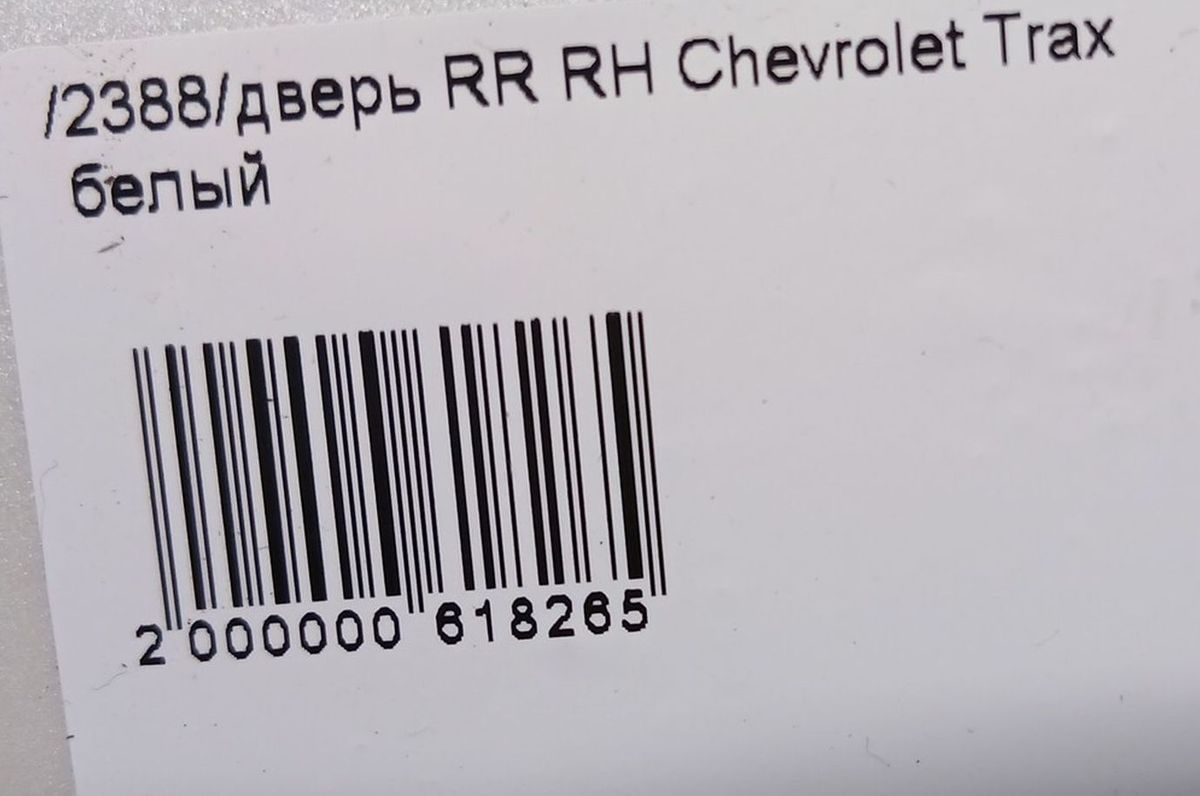 /2388/дверь RR RH Chevrolet Trax
белый
2 000000 618265